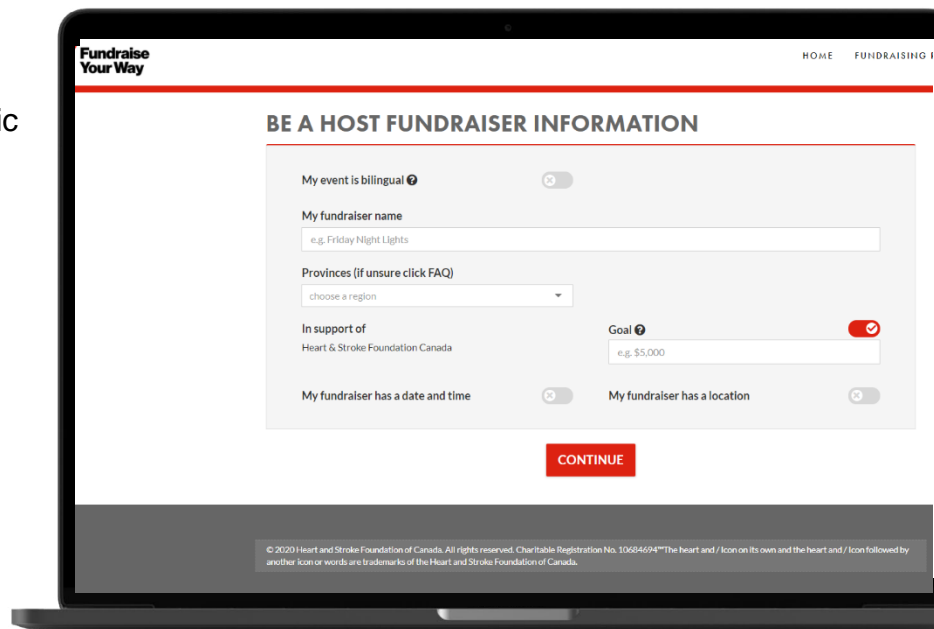 Fundraise
Your Way
HOME FUNDRAISING
ic
BE A HOST FUNDRAISER INFORMATION
My event is bilingual
My fundraiser name
e.g. Friday Night Lights
Provinces (if unsure click FAQ)
choose a region
In support of Goal
Heart & Stroke Foundation Canada e.g. $5,000
My fundraiser has a date and time My fundraiser has a location
CONTINUE
© 2020 Heart and Stroke Foundation of Canada. All rights reserved. Charitable Registration No. 10684694™The heart and / Icon on its own and the heart and / Icon followed by
another icon or words are trademarks of the Heart and Stroke Foundation of Canada.